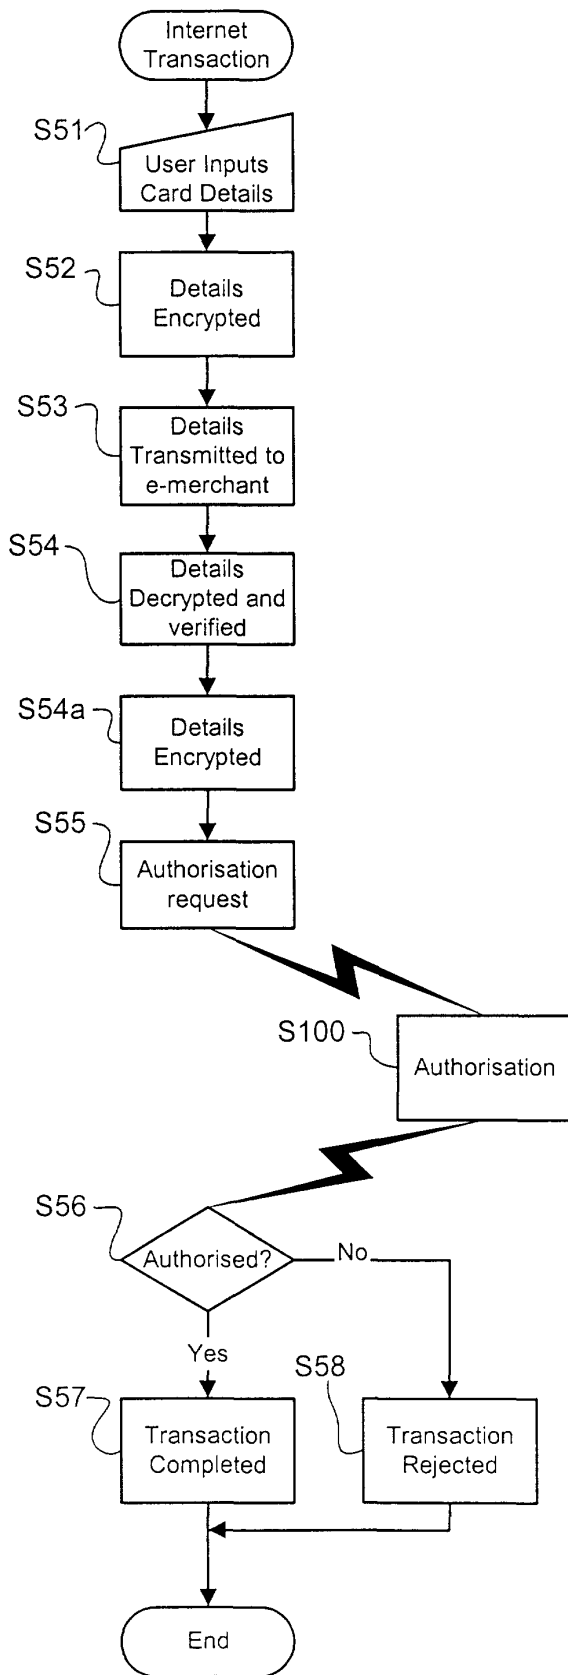 Internet
Transaction
S51
User Inputs
Card Details
S52
Details
Encrypted
S53
Details
Transmitted to
e-merchant
S54
Details
Decrypted and
verified
S54a
Details
Encrypted
S55
Authorisation
request
S100
Authorisation
S56
Authorised?
No
Yes
S57
Transaction
Completed
S58
Transaction
Rejected
End